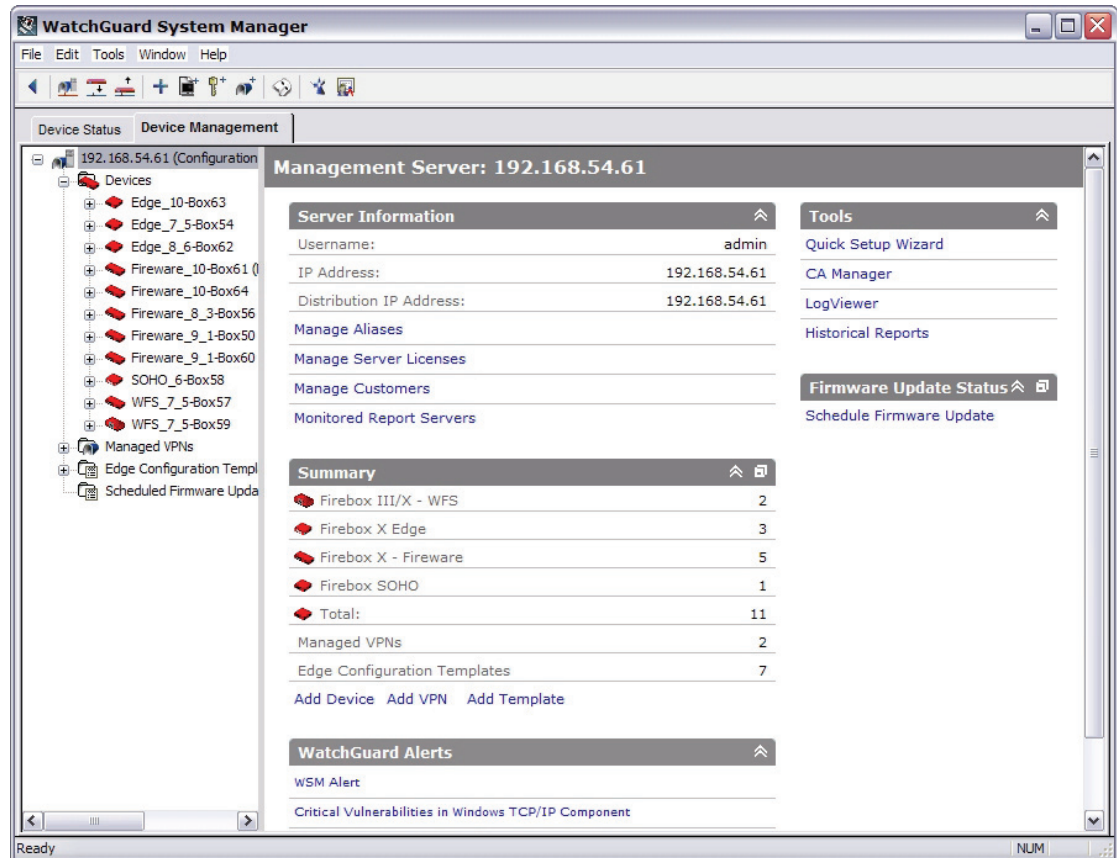 WatchGuard System Manager
File Edit Tools Window Help
Device Status Device Management
192.168.54.61 (Configuration
Devices
Edge_10-Box63
Edge_7_5-Box54
Edge_8_6-Box62
Fireware_10-Box61 (
Fireware_10-Box64
Fireware_8_3-Box56
Fireware_9_1-Box50
Fireware_9_1-Box60
SOHO_6-Box58
WFS_7_5-Box57
WFS_7_5-Box59
Managed VPNs
Edge Configuration Templ
Scheduled Firmware Upda
Management Server: 192.168.54.61
Server Information
Username: admin
IP Address: 192.168.54.61
Distribution IP Address: 192.168.54.61
Manage Aliases
Manage Server Licenses
Manage Customers
Monitored Report Servers
Summary
Firebox III/X - WFS 2
Firebox X Edge 3
Firebox X - Fireware 5
Firebox SOHO 1
Total: 11
Managed VPNs 2
Edge Configuration Templates 7
Add Device Add VPN Add Template
WatchGuard Alerts
WSM Alert
Critical Vulnerabilities in Windows TCP/IP Component
Tools
Quick Setup Wizard
CA Manager
LogViewer
Historical Reports
Firmware Update Status
Schedule Firmware Update
Ready NUM